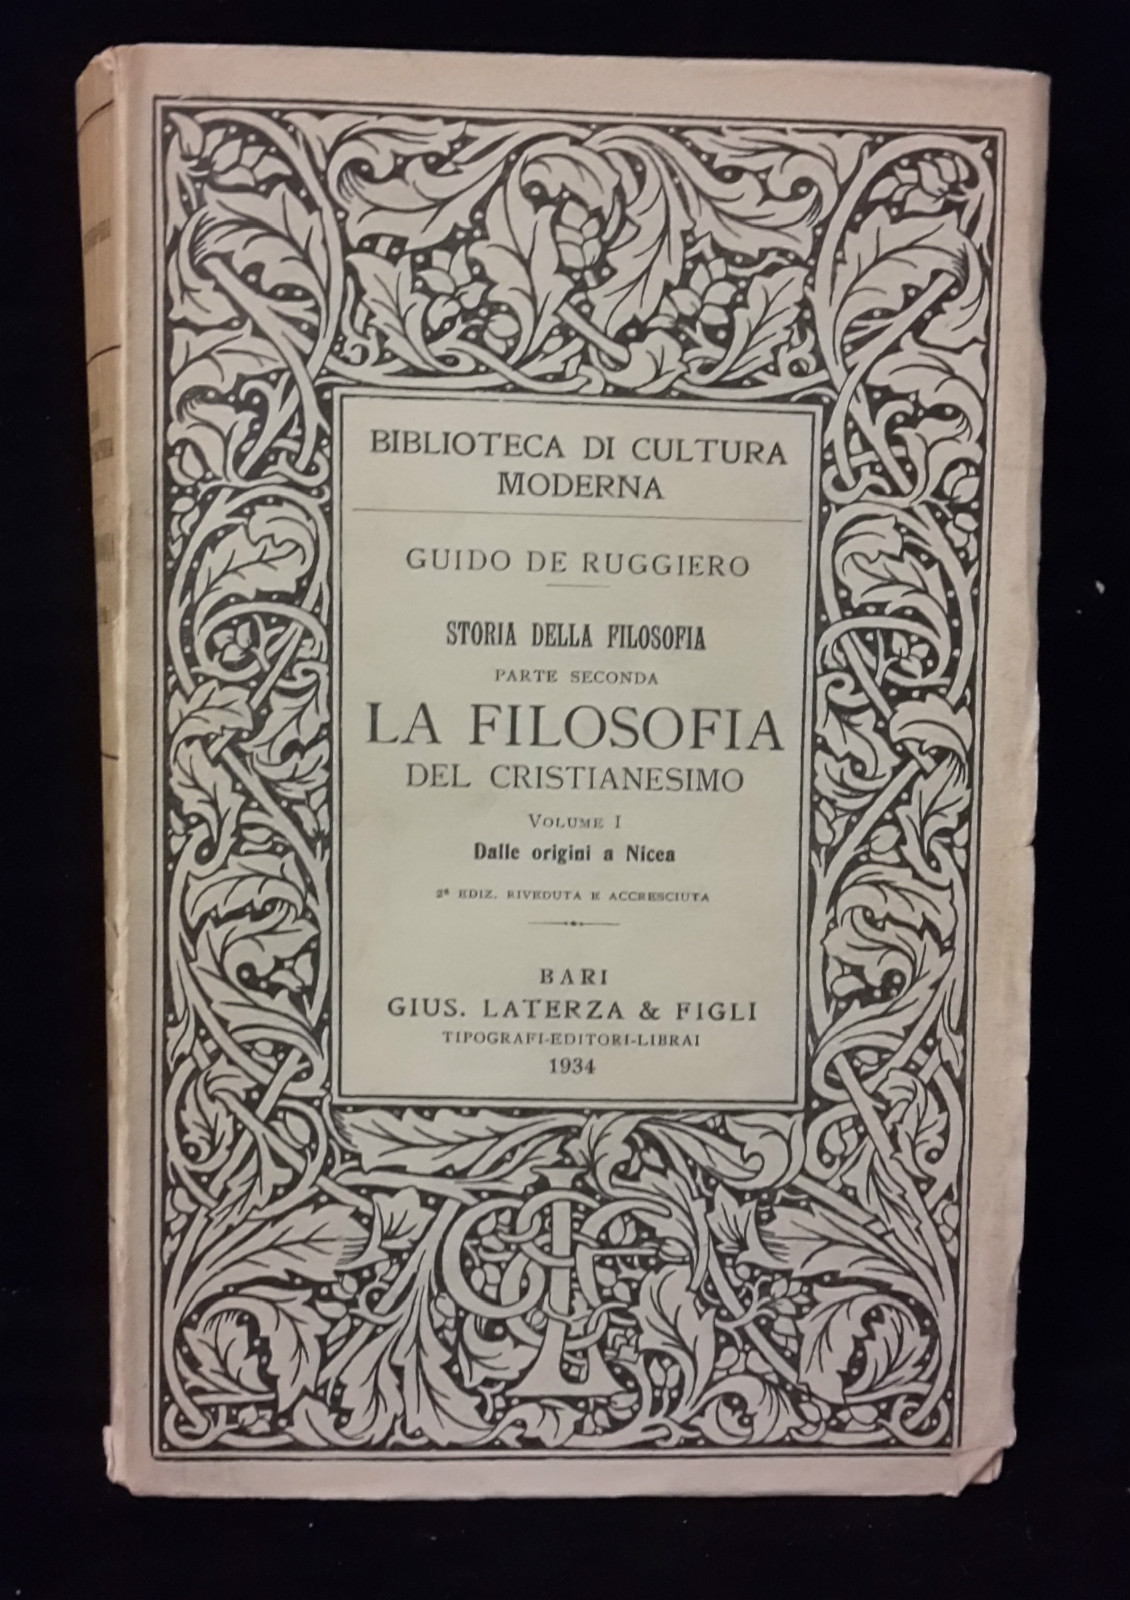 BIBLIOTECA DI CULTURA
MODERNA
GUIDO DE RUGGIERO
STORIA DELLA FILOSOFIA
PARTE SECONDA
LA FILOSOFIA
DEL CRISTIANESIMO
VOLUME I
Dalle origini a Nicea
2ª EDIZ. RIVEDUTA E ACCRESCIUTA
BARI
GIUS. LATERZA & FIGLI
TIPOGRAFI-EDITORI-LIBRAI
1934